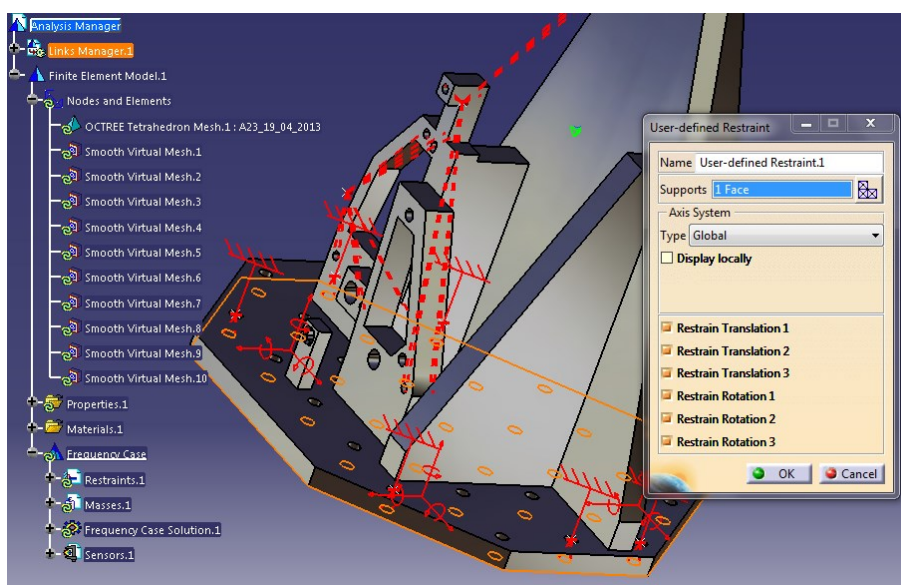 Analysis Manager
Links Manager.1
Finite Element Model.1
Nodes and Elements
OCTREE Tetrahedron Mesh.1 : A23_19_04_2013
Smooth Virtual Mesh.1
Smooth Virtual Mesh.2
Smooth Virtual Mesh.3
Smooth Virtual Mesh.4
Smooth Virtual Mesh.5
Smooth Virtual Mesh.6
Smooth Virtual Mesh.7
Smooth Virtual Mesh.8
Smooth Virtual Mesh.9
Smooth Virtual Mesh.10
Properties.1
Materials.1
Frequency Case
Restraints.1
Masses.1
Frequency Case Solution.1
Sensors.1
User-defined Restraint
Name User-defined Restraint.1
Supports 1 Face
Axis System
Type Global
Display locally
Restrain Translation 1
Restrain Translation 2
Restrain Translation 3
Restrain Rotation 1
Restrain Rotation 2
Restrain Rotation 3
OK Cancel